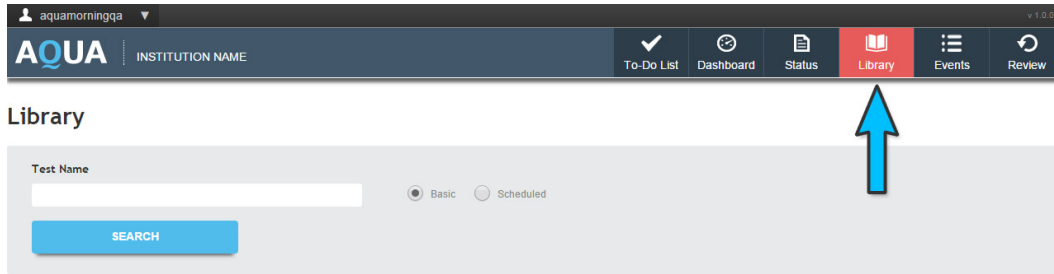 aquamorningqa
v 1.0.0
AQUA INSTITUTION NAME
To-Do List Dashboard Status Library Events Review
Library
Test Name
Basic Scheduled
SEARCH